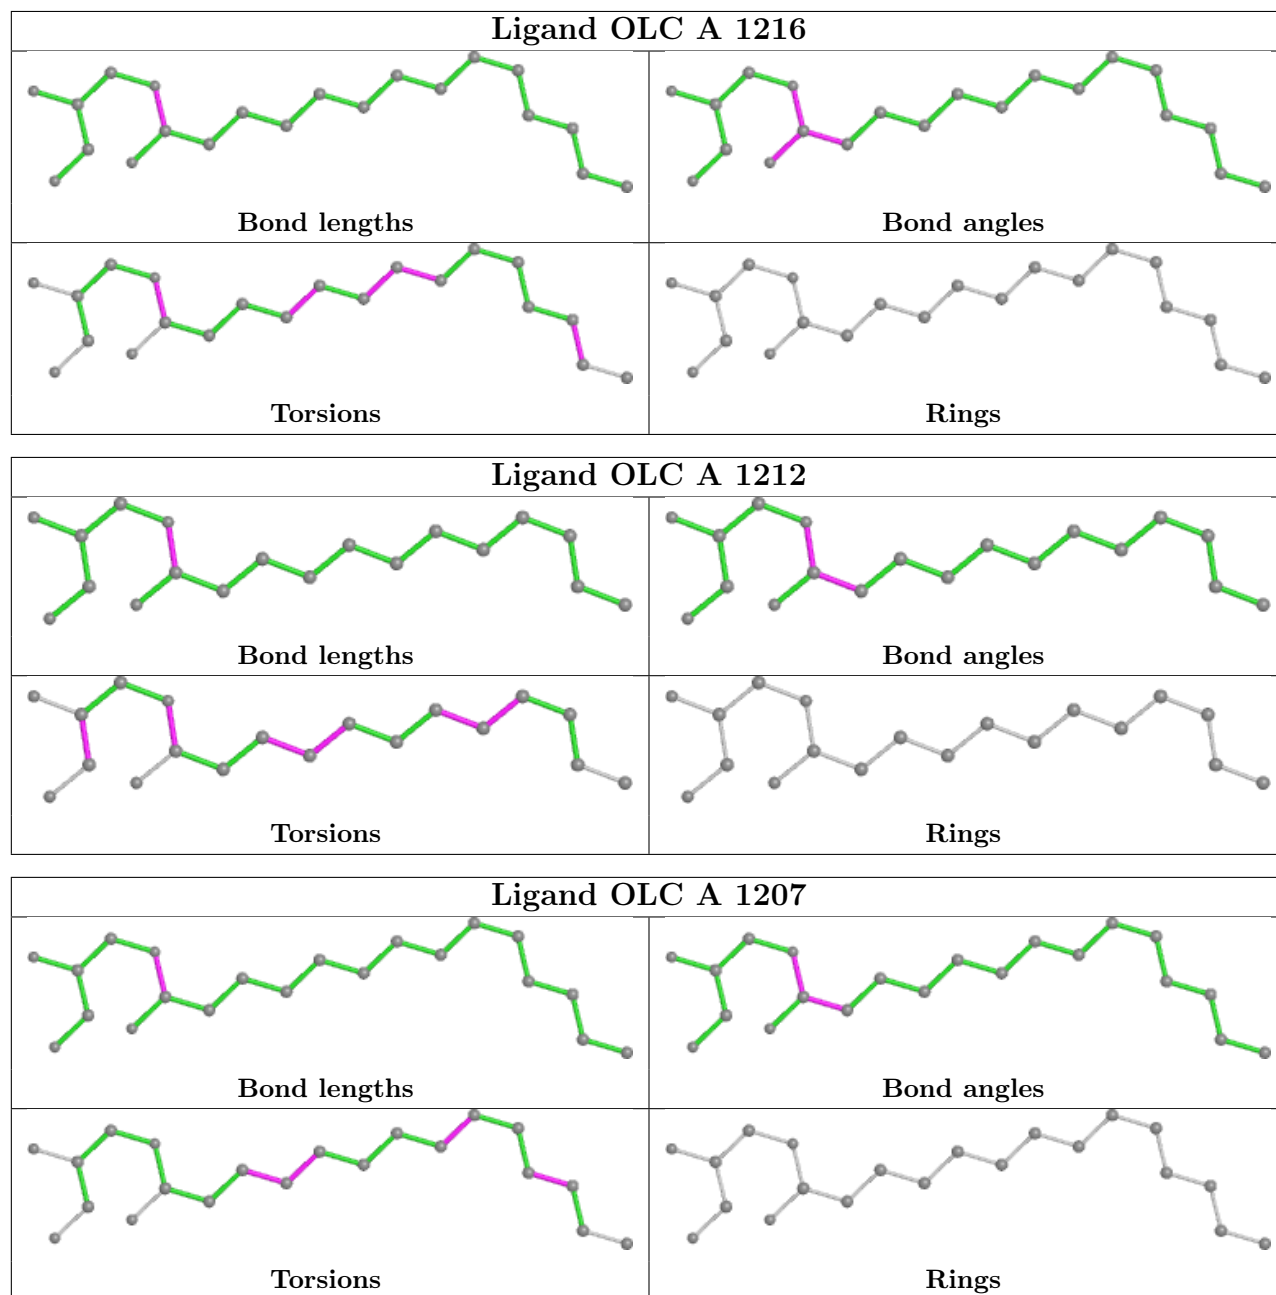 Ligand OLC A 1216
Bond lengths
Bond angles
Torsions
Rings
Ligand OLC A 1212
Bond lengths
Bond angles
Torsions
Rings
Ligand OLC A 1207
Bond lengths
Bond angles
Torsions
Rings